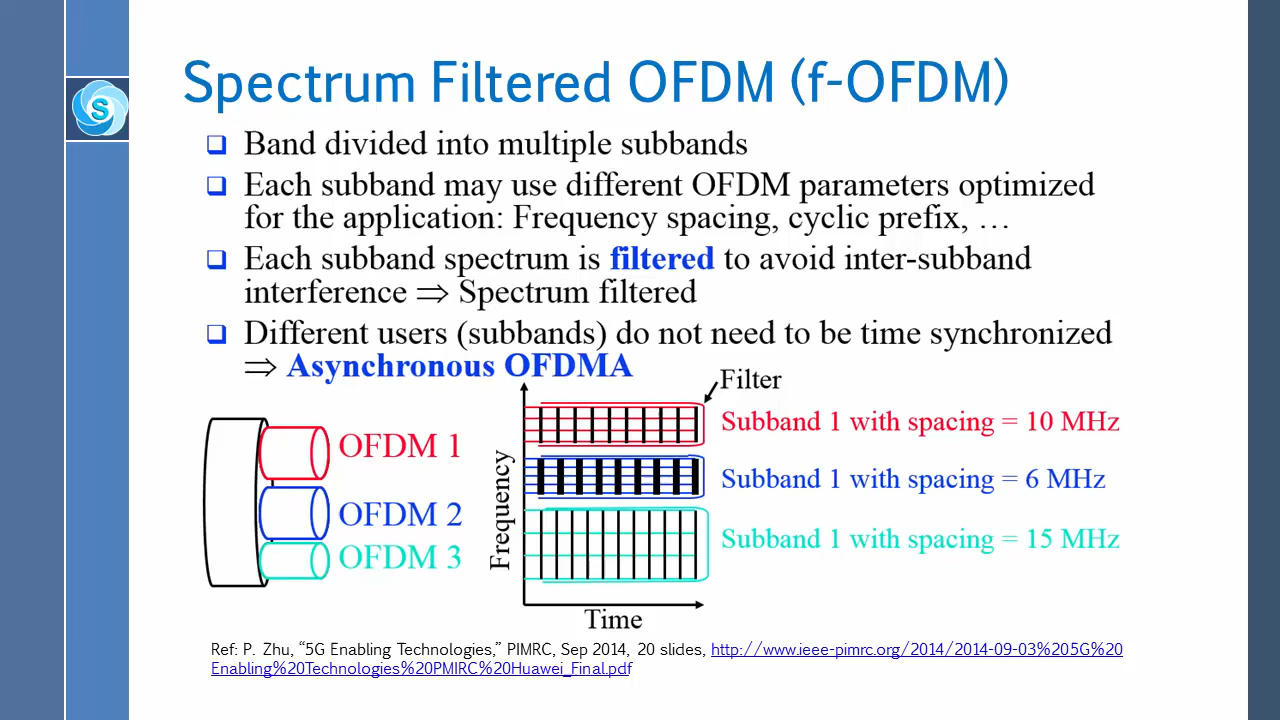 Spectrum Filtered OFDM (f-OFDM)
❑ Band divided into multiple subbands
❑ Each subband may use different OFDM parameters optimized
for the application: Frequency spacing, cyclic prefix, …
❑ Each subband spectrum is filtered to avoid inter-subband
interference ⇒ Spectrum filtered
❑ Different users (subbands) do not need to be time synchronized
⇒ Asynchronous OFDMA
Filter
OFDM 1
OFDM 2
OFDM 3
Frequency
Time
Subband 1 with spacing = 10 MHz
Subband 1 with spacing = 6 MHz
Subband 1 with spacing = 15 MHz
Ref: P. Zhu, “5G Enabling Technologies,” PIMRC, Sep 2014, 20 slides, http://www.ieee-pimrc.org/2014/2014-09-03%205G%20
Enabling%20Technologies%20PMIRC%20Huawei_Final.pdf
S